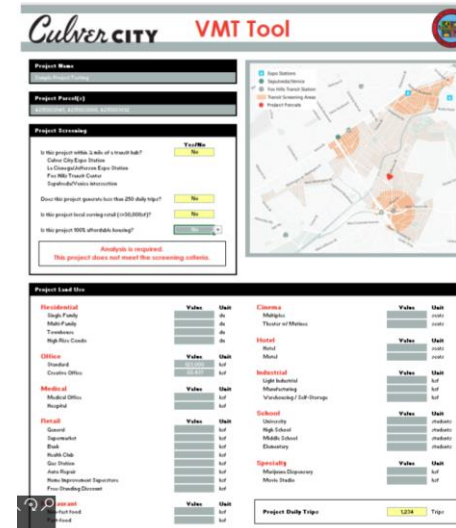 Culver CITY VMT Tool
Project Name
Sample Project Testing
Project Parcel(s)
Project Screening
Yes/No
Is this project within ½ mile of a transit hub? No
Culver City Expo Station
La Cienega/Jefferson Expo Station
Fox Hills Transit Center
Sepulveda/Venice intersection
Does this project generate less than 250 daily trips? No
Is this project local serving retail (<=50,000sf)? No
Is this project 100% affordable housing? No
Analysis is required.
This project does not meet the screening criteria.
Expo Stations
Sepulveda/Venice
Fox Hills Transit Station
Transit Screening Areas
Project Parcels
Project Land Use
Residential Value Unit
Single Family du
Multi-Family du
Townhouse du
High Rise Condo du
Office Value Unit
Standard ksf
Creative Office ksf
Medical Value Unit
Medical Office ksf
Hospital ksf
Retail Value Unit
General ksf
Supermarket ksf
Bank ksf
Health Club ksf
Gas Station ksf
Auto Repair ksf
Home Improvement Superstore ksf
Free-Standing Discount ksf
Value Unit
ksf
ksf
Cinema Value Unit
Multiplex seats
Theater w/ Matinee seats
Hotel Value Unit
Hotel
Motel
Industrial Value Unit
Light Industrial ksf
Manufacturing ksf
Warehousing / Self-Storage ksf
School Value Unit
University students
High School students
Middle School students
Elementary students
Specialty Value Unit
Marijuana Dispensary ksf
Movie Studio ksf
Project Daily Trips 1,234 Trips